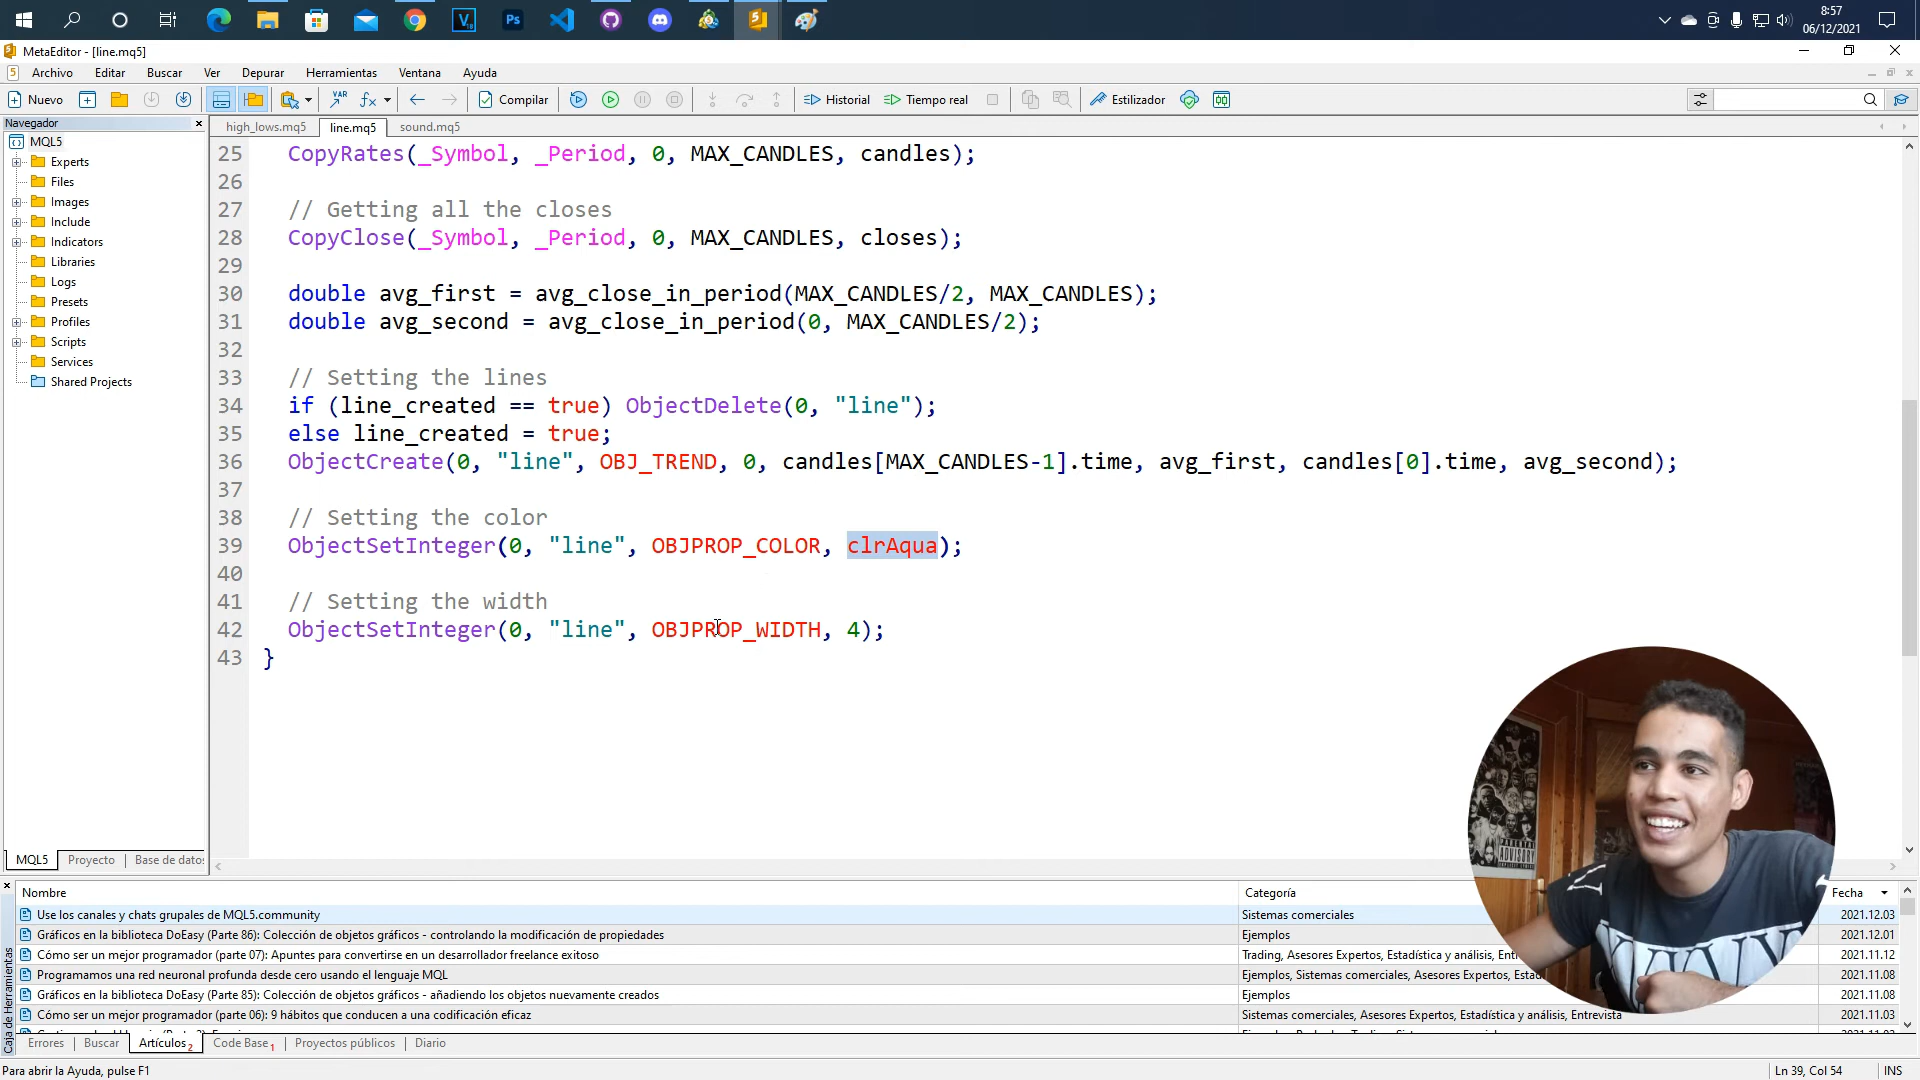 8:57
06/12/2021
MetaEditor - [line.mq5]
Archivo Editar Buscar Ver Depurar Herramientas Ventana Ayuda
Nuevo Compilar Historial Tiempo real Estilizador
Navegador
MQL5
Experts
Files
Images
Include
Indicators
Libraries
Logs
Presets
Profiles
Scripts
Services
Shared Projects
MQL5 Proyecto Base de datos
high_lows.mq5 line.mq5 sound.mq5
25 CopyRates(_Symbol, _Period, 0, MAX_CANDLES, candles);
26
27 // Getting all the closes
28 CopyClose(_Symbol, _Period, 0, MAX_CANDLES, closes);
29
30 double avg_first = avg_close_in_period(MAX_CANDLES/2, MAX_CANDLES);
31 double avg_second = avg_close_in_period(0, MAX_CANDLES/2);
32
33 // Setting the lines
34 if (line_created == true) ObjectDelete(0, "line");
35 else line_created = true;
36 ObjectCreate(0, "line", OBJ_TREND, 0, candles[MAX_CANDLES-1].time, avg_first, candles[0].time, avg_second);
37
38 // Setting the color
39 ObjectSetInteger(0, "line", OBJPROP_COLOR, clrAqua);
40
41 // Setting the width
42 ObjectSetInteger(0, "line", OBJPROP_WIDTH, 4);
43 }
PARENTAL
ADVISORY
Caja de Herramientas
Nombre Categoría Fecha
Use los canales y chats grupales de MQL5.community Sistemas comerciales 2021.12.03
Gráficos en la biblioteca DoEasy (Parte 86): Colección de objetos gráficos - controlando la modificación de propiedades Ejemplos 2021.12.01
Cómo ser un mejor programador (parte 07): Apuntes para convertirse en un desarrollador freelance exitoso Trading, Asesores Expertos, Estadística y análisis, 2021.11.12
Programamos una red neuronal profunda desde cero usando el lenguaje MQL Ejemplos, Sistemas comerciales, Asesores Expertos, 2021.11.08
Gráficos en la biblioteca DoEasy (Parte 85): Colección de objetos gráficos - añadiendo los objetos nuevamente creados Ejemplos 2021.11.08
Cómo ser un mejor programador (parte 06): 9 hábitos que conducen a una codificación eficaz Sistemas comerciales, Asesores Expertos, Estadística y análisis, Entrevista 2021.11.03
Errores Buscar Artículos 2 Code Base 1 Proyectos públicos Diario
Para abrir la Ayuda, pulse F1 Ln 39, Col 54 INS